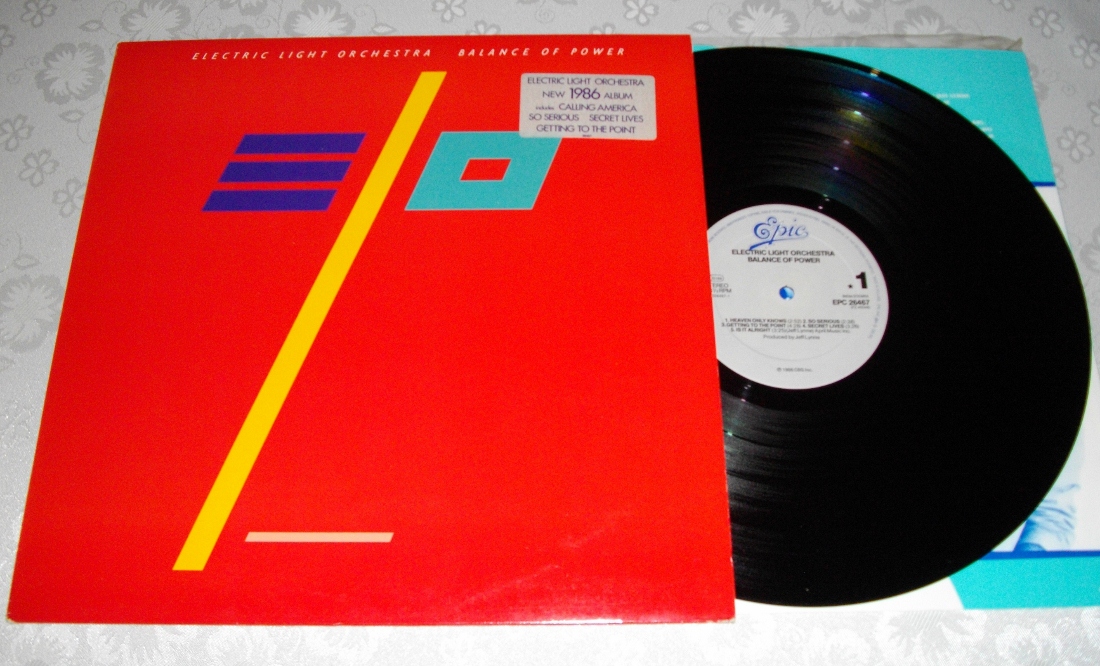 ELECTRIC LIGHT ORCHESTRA BALANCE OF POWER
ELECTRIC LIGHT ORCHESTRA
NEW 1986 ALBUM
includes CALLING AMERICA
SO SERIOUS SECRET LIVES
GETTING TO THE POINT
E/O
Epic
ELECTRIC LIGHT ORCHESTRA
BALANCE OF POWER
1
EPC 26467
1. HEAVEN ONLY KNOWS 2. SO SERIOUS
3. GETTING TO THE POINT 4. SECRET LIVES
5. IS IT ALRIGHT
Produced by Jeff Lynne